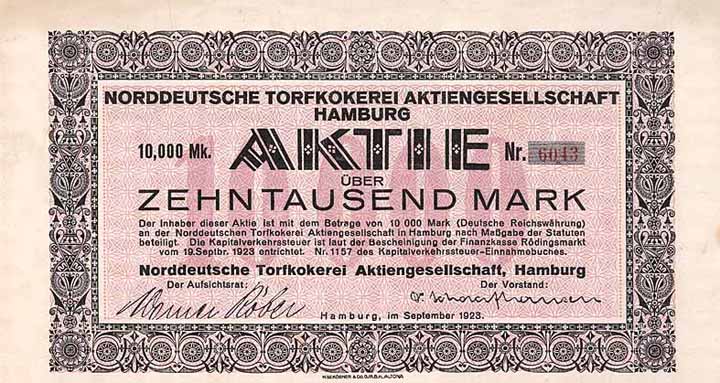 NORDDEUTSCHE TORFKOKEREI AKTIENGESELLSCHAFT
HAMBURG
10,000 Mk. AKTIE Nr. 6043
ÜBER
ZEHNTAUSEND MARK
Der Inhaber dieser Aktie ist mit dem Betrage von 10 000 Mark (Deutsche Reichswährung)
an der Norddeutschen Torfkokerei Aktiengesellschaft in Hamburg nach Maßgabe der Statuten
beteiligt. Die Kapitalverkehrssteuer ist laut der Bescheinigung der Finanzkasse Rödingsmarkt
vom 19. Septbr. 1923 entrichtet. Nr. 1157 des Kapitalverkehrssteuer-Einnahmebuches.
Norddeutsche Torfkokerei Aktiengesellschaft, Hamburg
Der Aufsichtsrat: Der Vorstand:
Werner Köber
Hamburg, im September 1923.